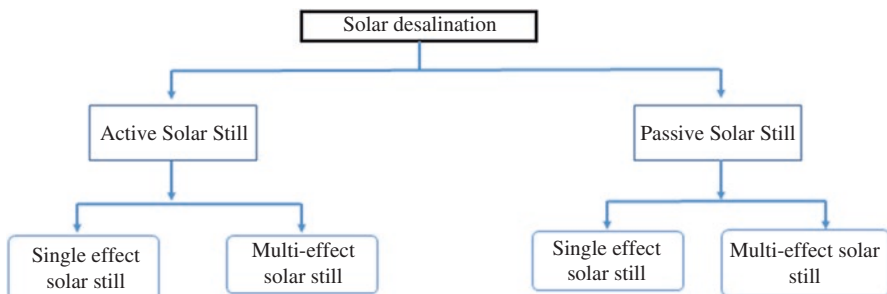 Solar desalination
Active Solar Still
Passive Solar Still
Single effect
solar still
Multi-effect
solar still
Single effect
solar still
Multi-effect solar
still